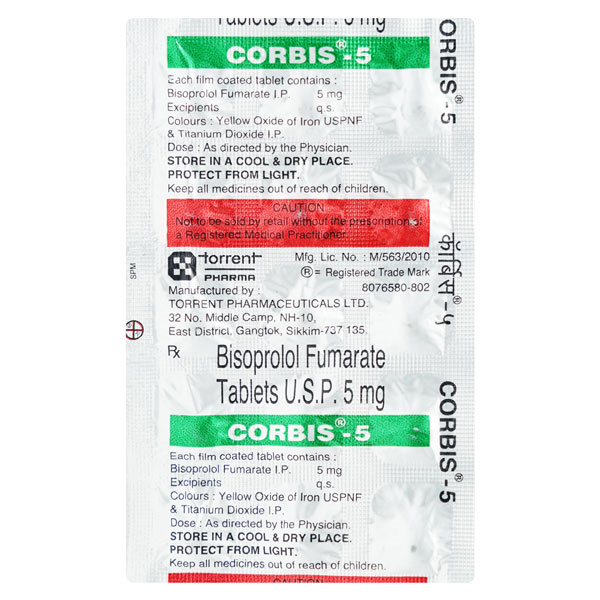 Tablets U.S.P. 5 mg
CORBIS® -5
Each film coated tablet contains :
Bisoprolol Fumarate I.P. 5 mg
Excipients q.s.
Colours : Yellow Oxide of Iron USPNF
& Titanium Dioxide I.P.
Dose : As directed by the Physician.
STORE IN A COOL & DRY PLACE.
PROTECT FROM LIGHT.
Keep all medicines out of reach of children.
CAUTION
Not to be sold by retail without the prescription of
a Registered Medical Practitioner.
torrent
PHARMA
Mfg. Lic. No. : M/563/2010
®= Registered Trade Mark
8076580-802
Manufactured by :
TORRENT PHARMACEUTICALS LTD.
32 No. Middle Camp, NH-10,
East District, Gangtok, Sikkim-737 135.
℞ Bisoprolol Fumarate
Tablets U.S.P. 5 mg
CORBIS® -5
Each film coated tablet contains :
Bisoprolol Fumarate I.P. 5 mg
Excipients q.s.
Colours : Yellow Oxide of Iron USPNF
& Titanium Dioxide I.P.
Dose : As directed by the Physician.
STORE IN A COOL & DRY PLACE.
PROTECT FROM LIGHT.
Keep all medicines out of reach of children.
CAUTION
SPM
CORBIS® -5
कॉर्बिस® -५
CORBIS® -5